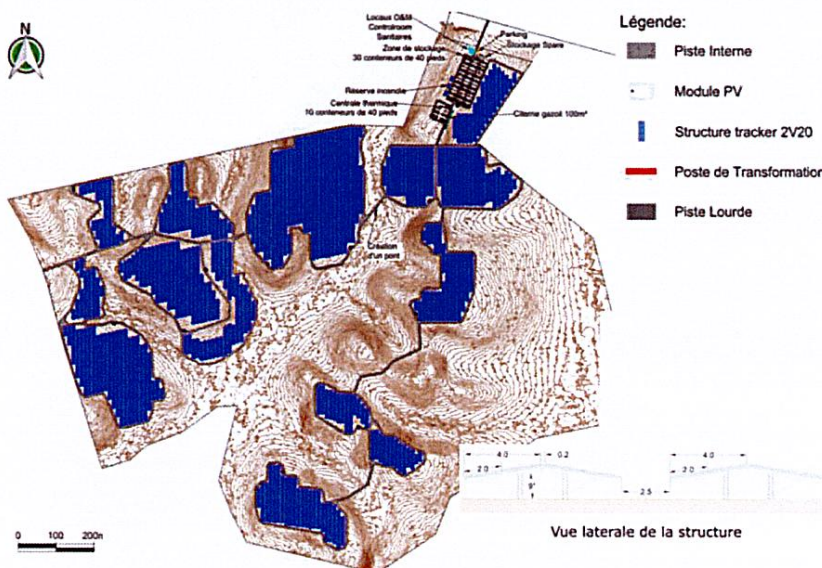 N
Locaux O&M
Controlroom
Sanitaires
Zone de stockage
30 conteneurs de 40 pieds
Parking
Stockage Spare
Réserve incendie
Centrale thermique
10 conteneurs de 40 pieds
Citerne gazoil 100m³
Création
d'un pont
Légende:
Piste Interne
Module PV
Structure tracker 2V20
Poste de Transformation
Piste Lourde
4.0 0.2 4.0
2.0 2.0
9°
2.5
Vue laterale de la structure
0 100 200m